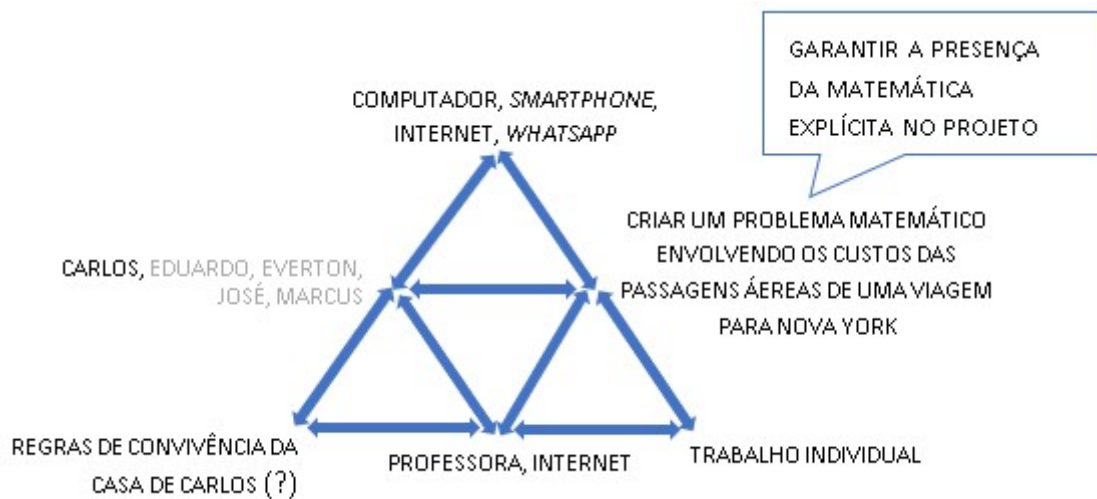 GARANTIR A PRESENÇA
DA MATEMÁTICA
EXPLÍCITA NO PROJETO
COMPUTADOR, SMARTPHONE,
INTERNET, WHATSAPP
CRIAR UM PROBLEMA MATEMÁTICO
ENVOLVENDO OS CUSTOS DAS
PASSAGENS ÁEREAS DE UMA VIAGEM
PARA NOVA YORK
CARLOS, EDUARDO, EVERTON,
JOSÉ, MARCUS
REGRAS DE CONVIVÊNCIA DA
CASA DE CARLOS (?)
PROFESSORA, INTERNET
TRABALHO INDIVIDUAL